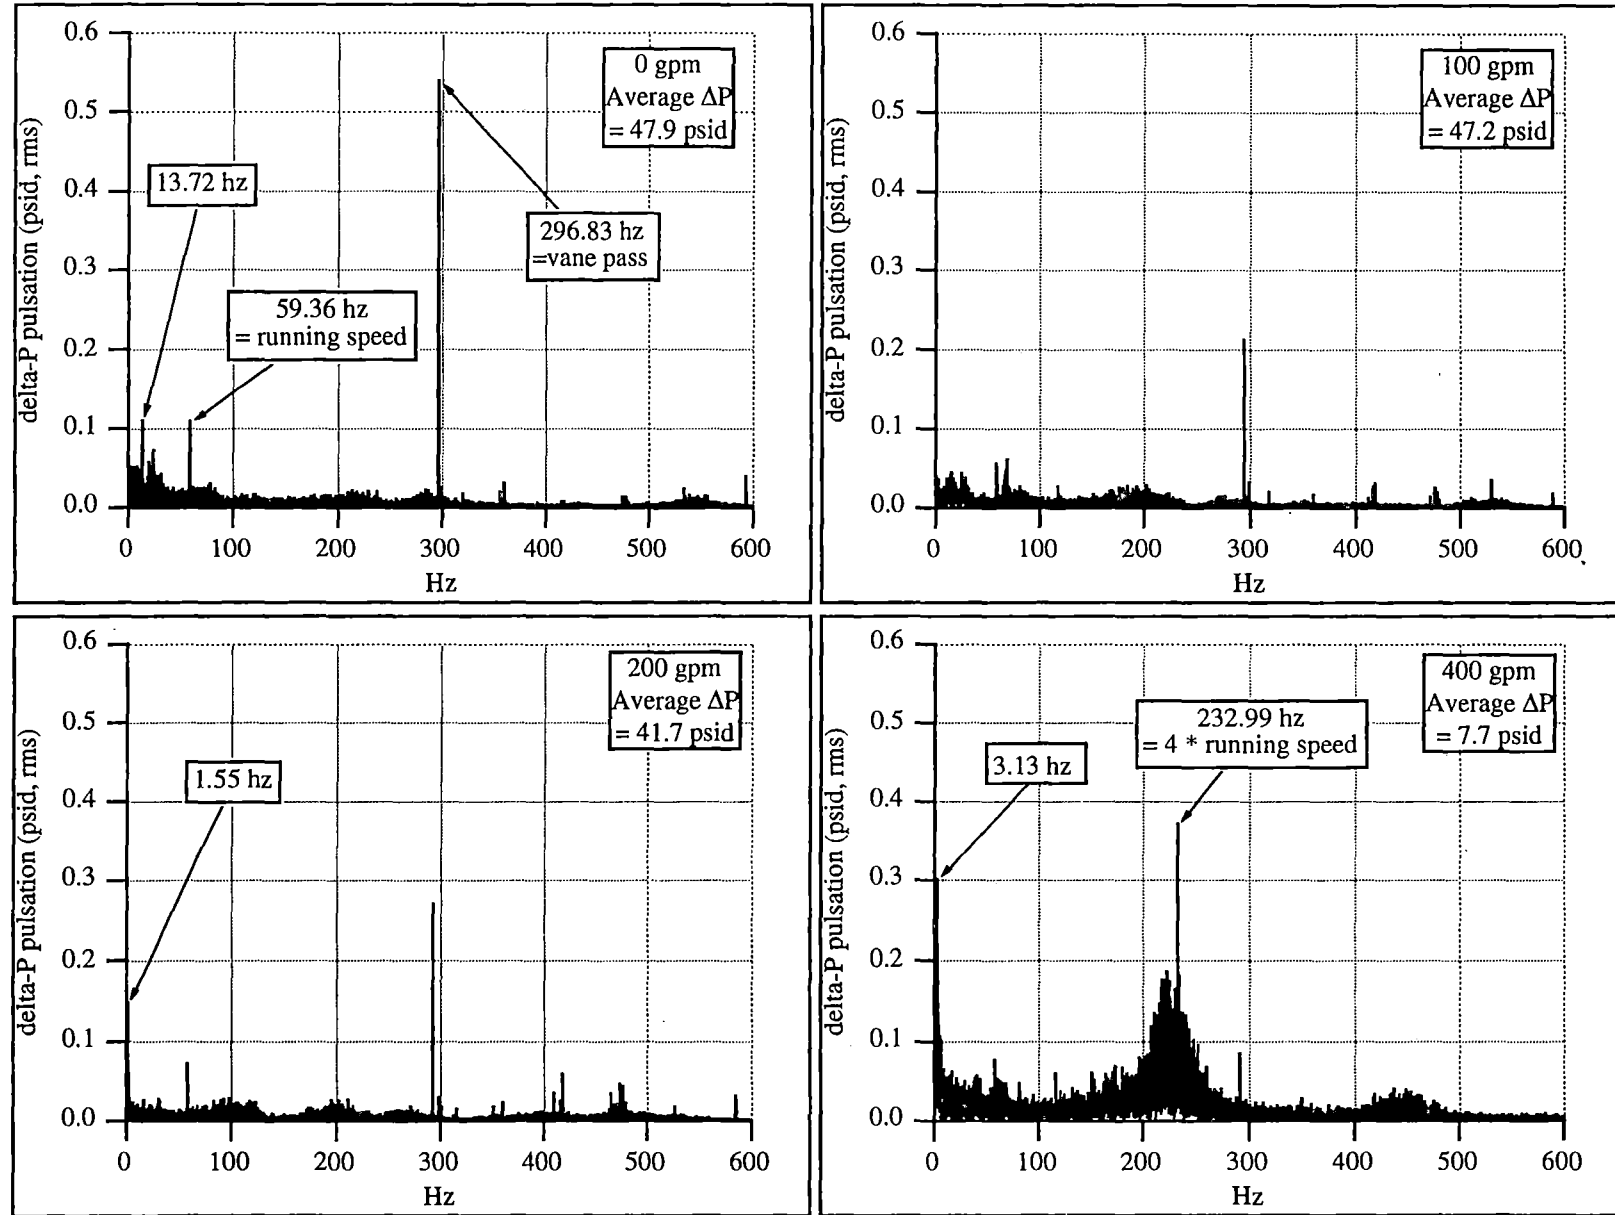 delta-P pulsation (psid, rms)
0.6
0.5
0.4
0.3
0.2
0.1
0.0
0 gpm
Average ΔP
= 47.9 psid
13.72 hz
296.83 hz
=vane pass
59.36 hz
= running speed
0 100 200 300 400 500 600
Hz
delta-P pulsation (psid, rms)
0.6
0.5
0.4
0.3
0.2
0.1
0.0
100 gpm
Average ΔP
= 47.2 psid
0 100 200 300 400 500 600
Hz
delta-P pulsation (psid, rms)
0.6
0.5
0.4
0.3
0.2
0.1
0.0
200 gpm
Average ΔP
= 41.7 psid
1.55 hz
0 100 200 300 400 500 600
Hz
delta-P pulsation (psid, rms)
0.6
0.5
0.4
0.3
0.2
0.1
0.0
400 gpm
Average ΔP
= 7.7 psid
232.99 hz
= 4 * running speed
3.13 hz
0 100 200 300 400 500 600
Hz